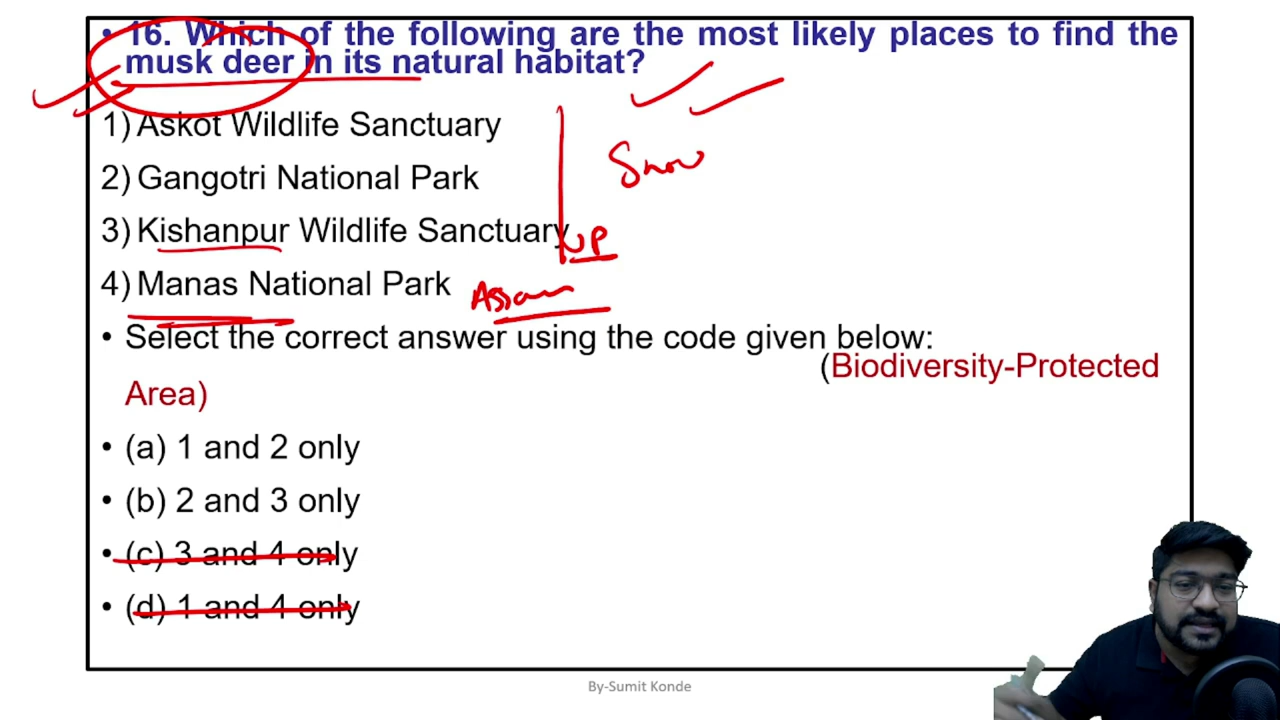 • 16. Which of the following are the most likely places to find the
musk deer in its natural habitat?
1) Askot Wildlife Sanctuary
Snow
2) Gangotri National Park
3) Kishanpur Wildlife Sanctuary
UP
4) Manas National Park
Assam
• Select the correct answer using the code given below:
(Biodiversity-Protected
Area)
• (a) 1 and 2 only
• (b) 2 and 3 only
• (c) 3 and 4 only
• (d) 1 and 4 only
By-Sumit Konde